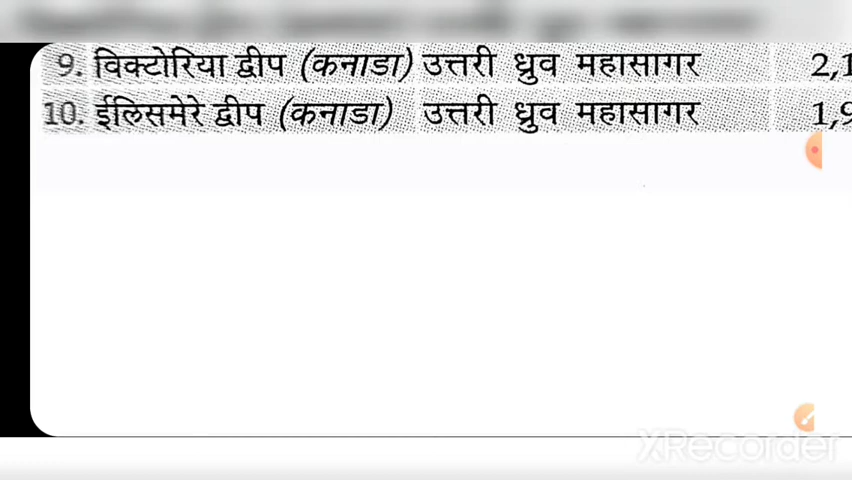 9. विक्टोरिया द्वीप (कनाडा) उत्तरी ध्रुव महासागर 2,1
10. ईलिसमेरे द्वीप (कनाडा) उत्तरी ध्रुव महासागर 1,9
XRecorder